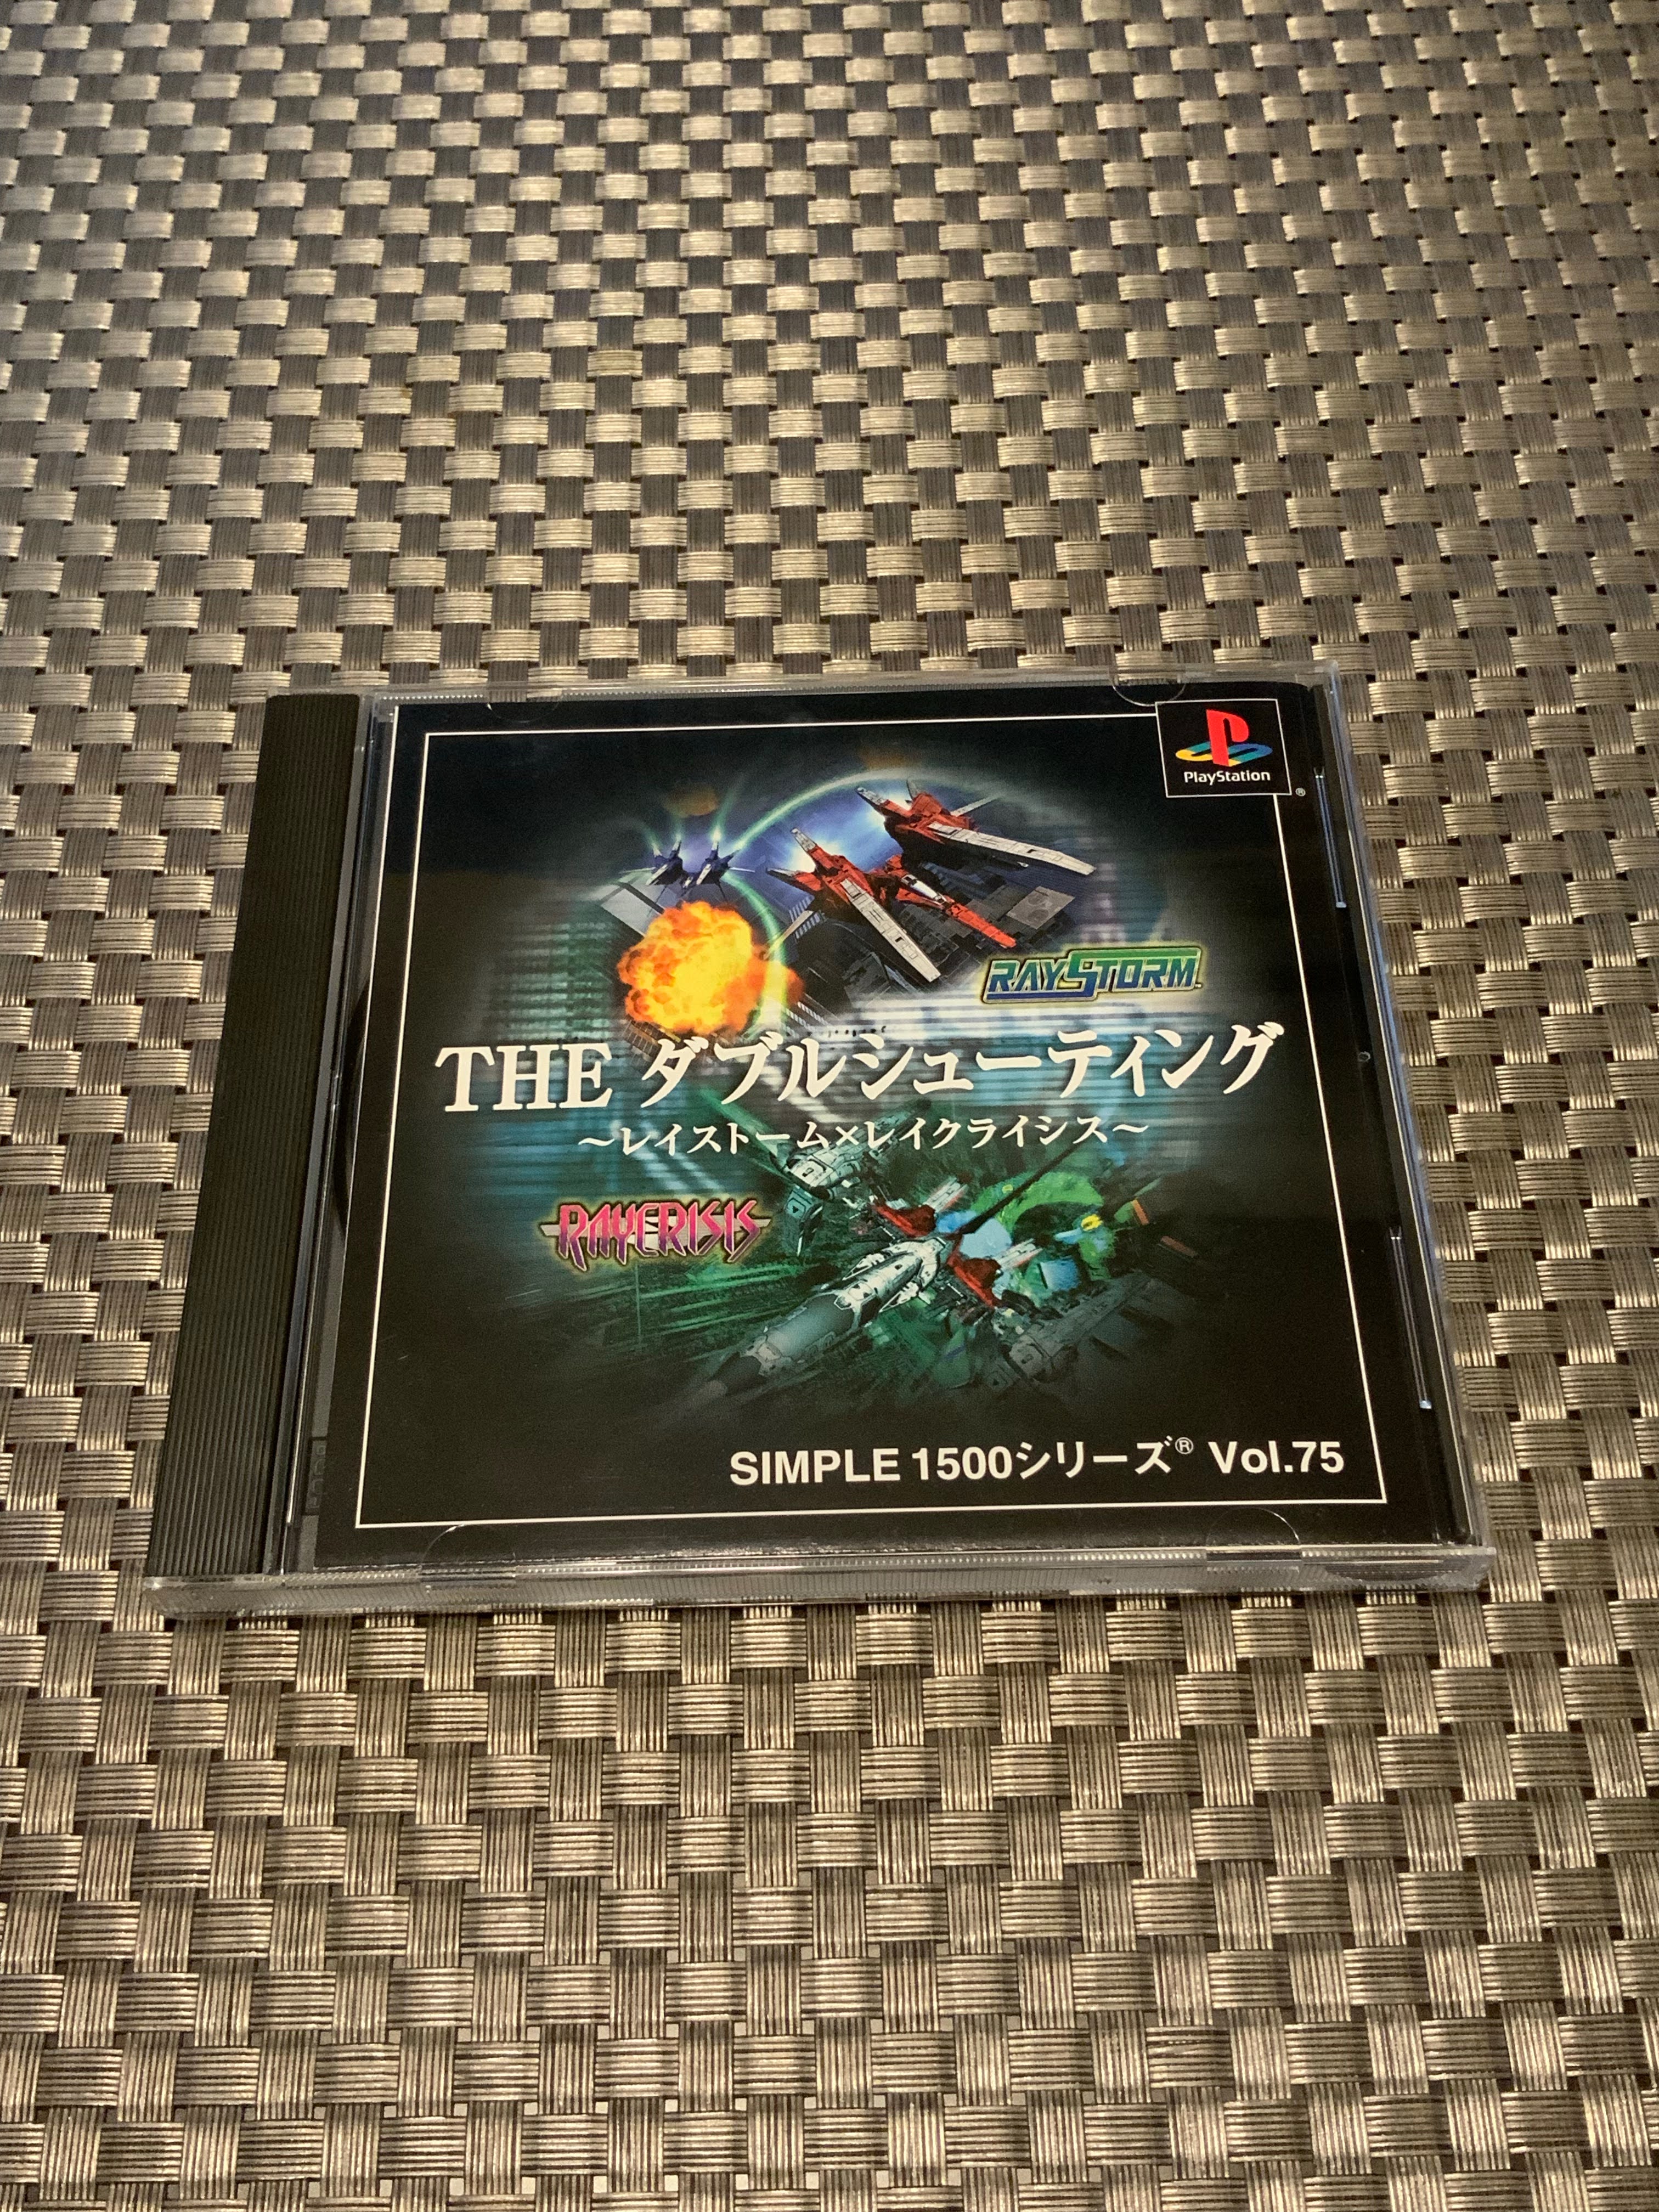 PlayStation
®
RAYSTORM
THE ダブルシューティング
~レイストーム×レイクライシス~
RAYCRISIS
SIMPLE 1500シリーズ® Vol.75